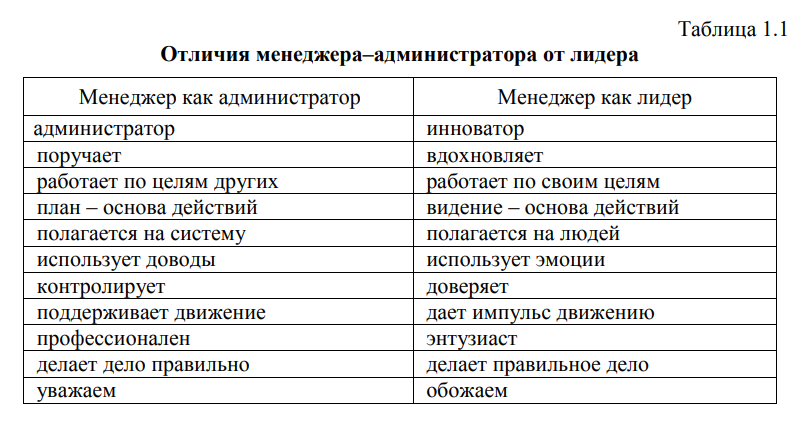 Таблица 1.1
Отличия менеджера–администратора от лидера
Менеджер как администратор Менеджер как лидер
администратор инноватор
поручает вдохновляет
работает по целям других работает по своим целям
план – основа действий видение – основа действий
полагается на систему полагается на людей
использует доводы использует эмоции
контролирует доверяет
поддерживает движение дает импульс движению
профессионален энтузиаст
делает дело правильно делает правильное дело
уважаем обожаем